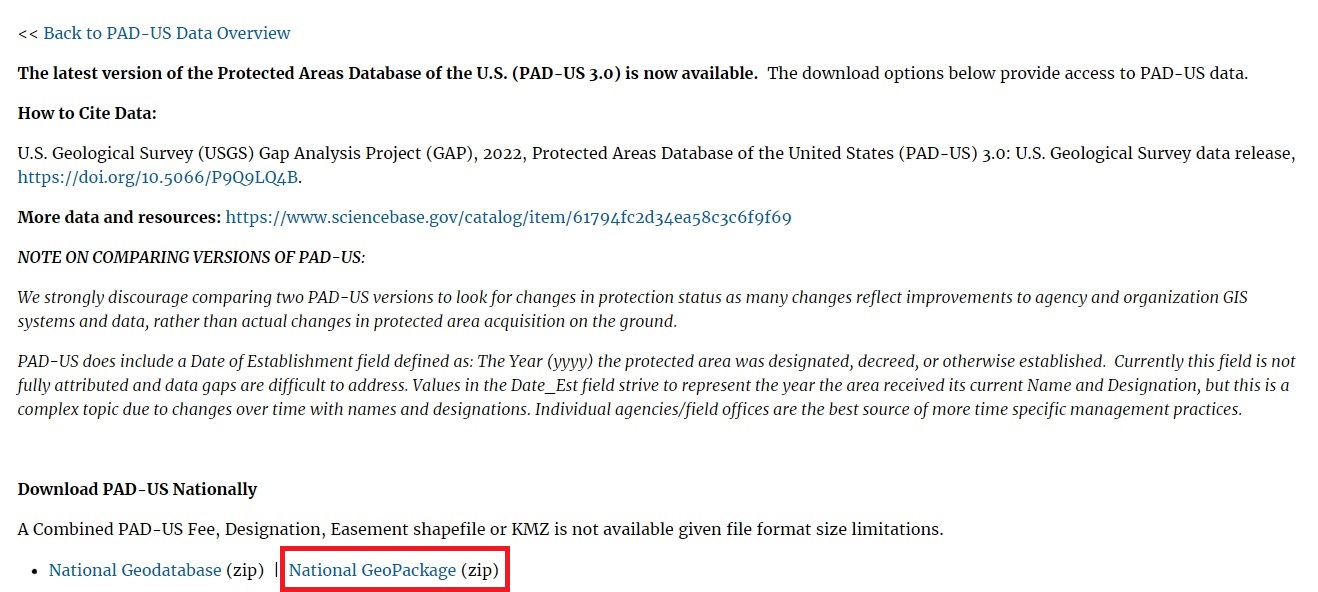 << Back to PAD-US Data Overview
The latest version of the Protected Areas Database of the U.S. (PAD-US 3.0) is now available.  The download options below provide access to PAD-US data.
How to Cite Data:
U.S. Geological Survey (USGS) Gap Analysis Project (GAP), 2022, Protected Areas Database of the United States (PAD-US) 3.0: U.S. Geological Survey data release,
https://doi.org/10.5066/P9Q9LQ4B.
More data and resources: https://www.sciencebase.gov/catalog/item/61794fc2d34ea58c3c6f9f69
NOTE ON COMPARING VERSIONS OF PAD-US:
We strongly discourage comparing two PAD-US versions to look for changes in protection status as many changes reflect improvements to agency and organization GIS
systems and data, rather than actual changes in protected area acquisition on the ground.
PAD-US does include a Date of Establishment field defined as: The Year (yyyy) the protected area was designated, decreed, or otherwise established.  Currently this field is not
fully attributed and data gaps are difficult to address. Values in the Date_Est field strive to represent the year the area received its current Name and Designation, but this is a
complex topic due to changes over time with names and designations. Individual agencies/field offices are the best source of more time specific management practices.
Download PAD-US Nationally
A Combined PAD-US Fee, Designation, Easement shapefile or KMZ is not available given file format size limitations.
• National Geodatabase (zip) | National GeoPackage (zip)